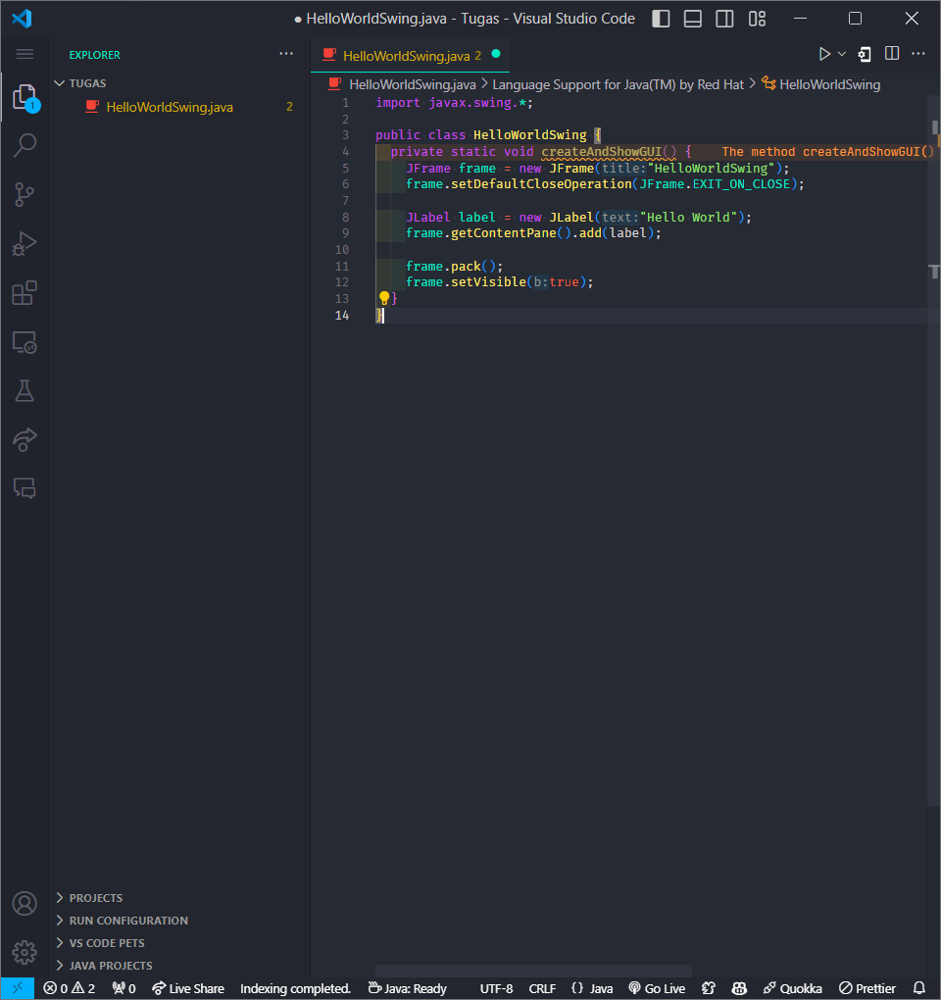 ● HelloWorldSwing.java - Tugas - Visual Studio Code
EXPLORER
TUGAS
HelloWorldSwing.java 2
1
HelloWorldSwing.java 2
HelloWorldSwing.java > Language Support for Java(TM) by Red Hat > HelloWorldSwing
1 import javax.swing.*;
2
3 public class HelloWorldSwing {
4 private static void createAndShowGUI() { The method createAndShowGUI()
5 JFrame frame = new JFrame(title:"HelloWorldSwing");
6 frame.setDefaultCloseOperation(JFrame.EXIT_ON_CLOSE);
7
8 JLabel label = new JLabel(text:"Hello World");
9 frame.getContentPane().add(label);
10
11 frame.pack();
12 frame.setVisible(b:true);
13 }
14 }
PROJECTS
RUN CONFIGURATION
VS CODE PETS
JAVA PROJECTS
0 2 0 Live Share Indexing completed. Java: Ready UTF-8 CRLF {} Java Go Live Quokka Prettier